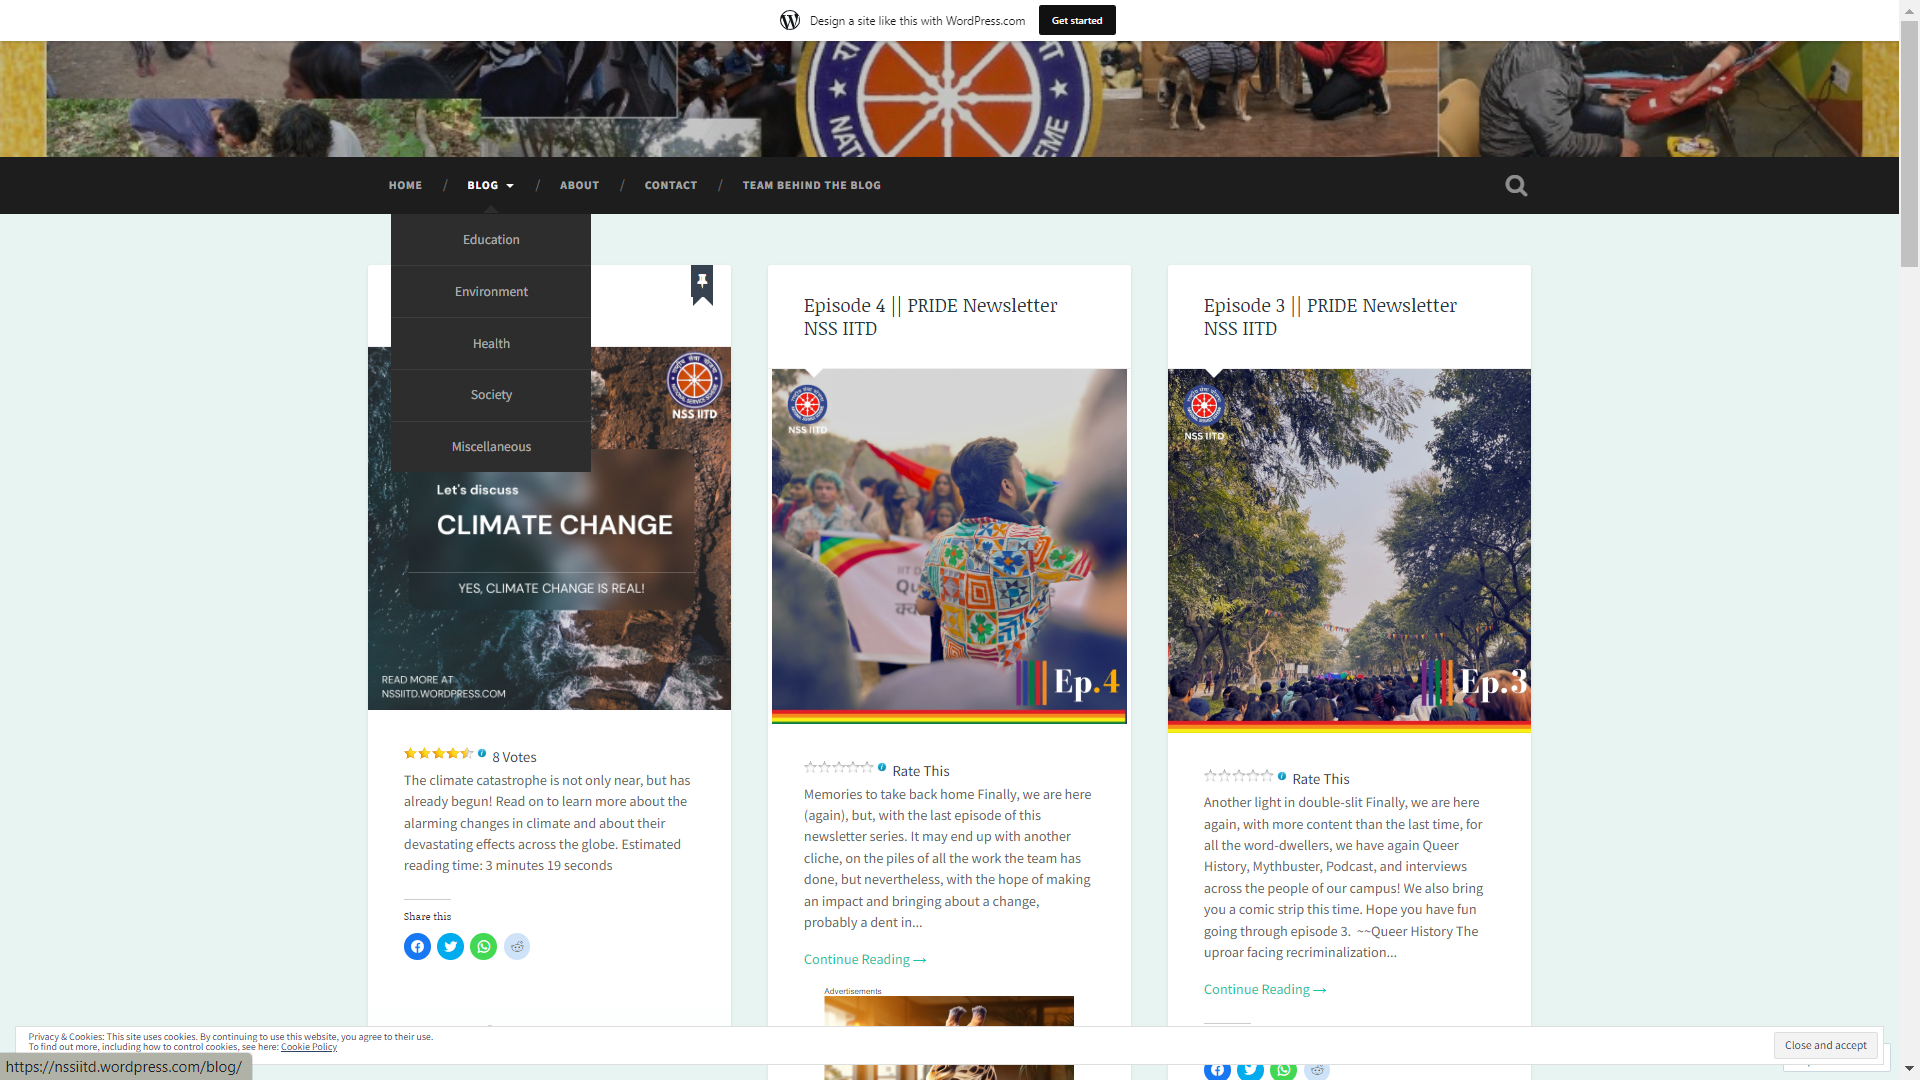 Design a site like this with WordPress.com
Get started
HOME / BLOG / ABOUT / CONTACT / TEAM BEHIND THE BLOG
Education
Environment
Health
Society
Miscellaneous
NSS IITD
Let's discuss
CLIMATE CHANGE
YES, CLIMATE CHANGE IS REAL!
READ MORE AT
NSSIITD.WORDPRESS.COM
8 Votes
The climate catastrophe is not only near, but has
already begun! Read on to learn more about the
alarming changes in climate and about their
devastating effects across the globe. Estimated
reading time: 3 minutes 19 seconds
Share this
Episode 4 || PRIDE Newsletter
NSS IITD
NSS IITD
Ep.4
Rate This
Memories to take back home Finally, we are here
(again), but, with the last episode of this
newsletter series. It may end up with another
cliche, on the piles of all the work the team has
done, but nevertheless, with the hope of making
an impact and bringing about a change,
probably a dent in...
Continue Reading →
Advertisements
Episode 3 || PRIDE Newsletter
NSS IITD
NSS IITD
Ep.3
Rate This
Another light in double-slit Finally, we are here
again, with more content than the last time, for
all the word-dwellers, we have again Queer
History, Mythbuster, Podcast, and interviews
across the people of our campus! We also bring
you a comic strip this time. Hope you have fun
going through episode 3.  ~~Queer History The
uproar facing recriminalization...
Continue Reading →
Privacy & Cookies: This site uses cookies. By continuing to use this website, you agree to their use.
To find out more, including how to control cookies, see here: Cookie Policy
Close and accept
https://nssiitd.wordpress.com/blog/